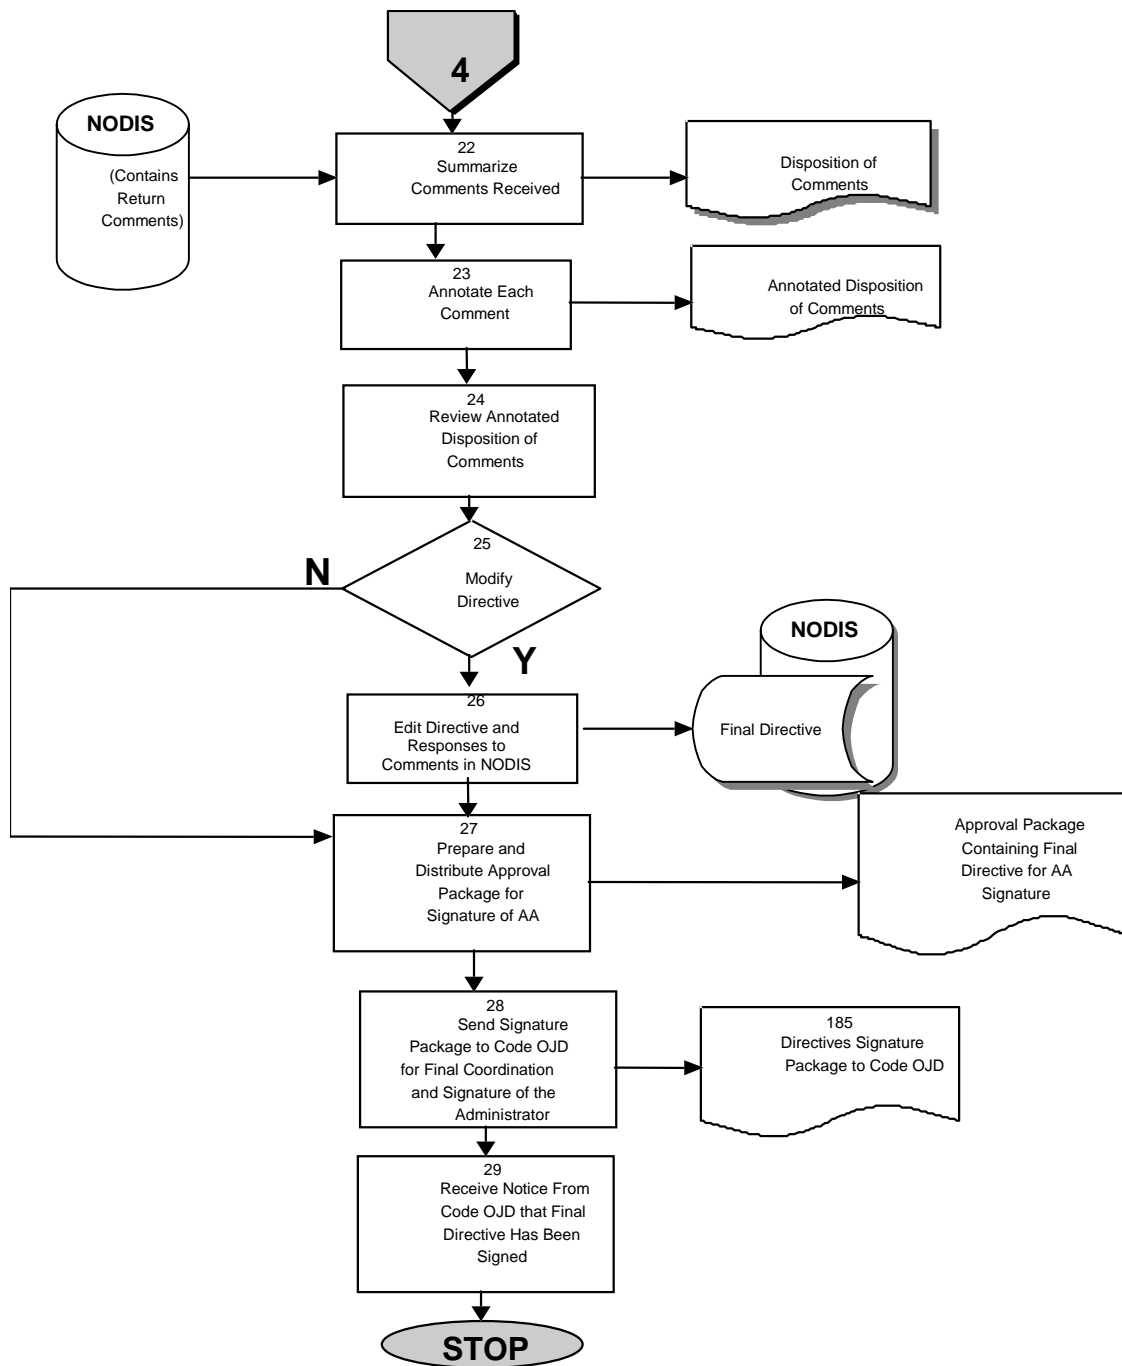 4
NODIS
(Contains
Return
Comments)
22
Summarize
Comments Received
Disposition of
Comments
23
Annotate Each
Comment
Annotated Disposition
of Comments
24
Review Annotated
Disposition of
Comments
25
Modify
Directive
N
Y
26
Edit Directive and
Responses to
Comments in NODIS
NODIS
Final Directive
27
Prepare and
Distribute Approval
Package for
Signature of AA
Approval Package
Containing Final
Directive for AA
Signature
28
Send Signature
Package to Code OJD
for Final Coordination
and Signature of the
Administrator
185
Directives Signature
Package to Code OJD
29
Receive Notice From
Code OJD that Final
Directive Has Been
Signed
STOP